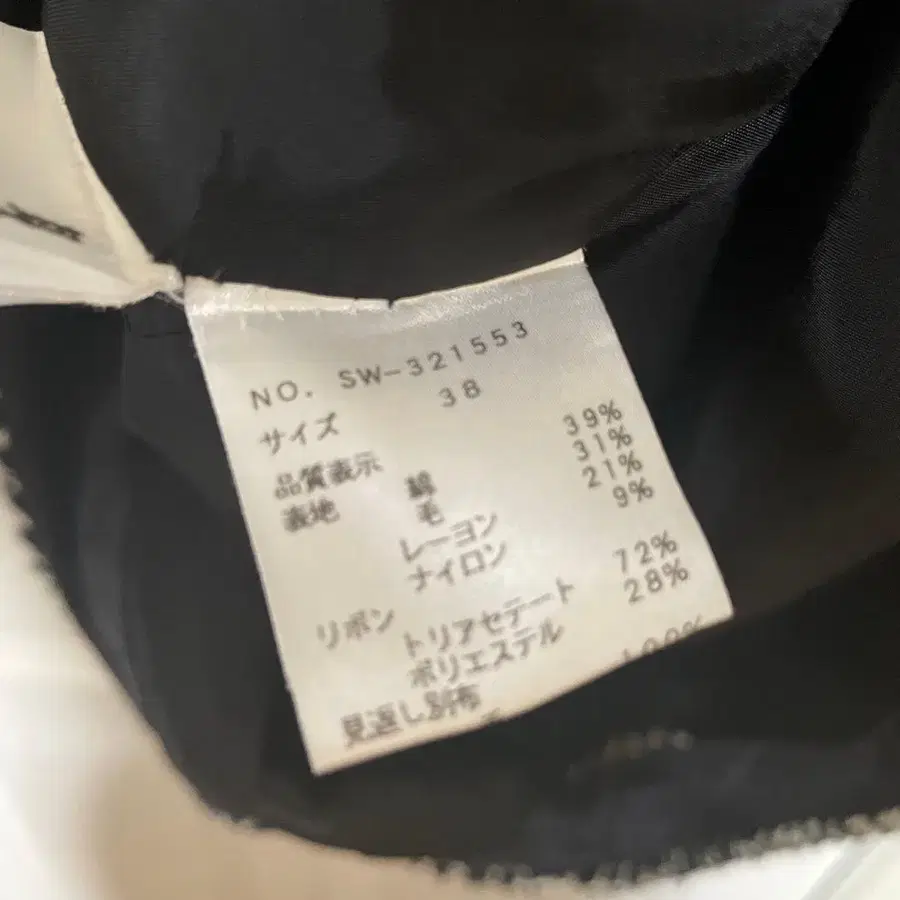 NO. SW-321553
サイズ 38
品質表示
表地 綿 39%
毛 31%
レーヨン 21%
ナイロン 9%
リボン トリアセテート 72%
ポリエステル 28%
見返し別布